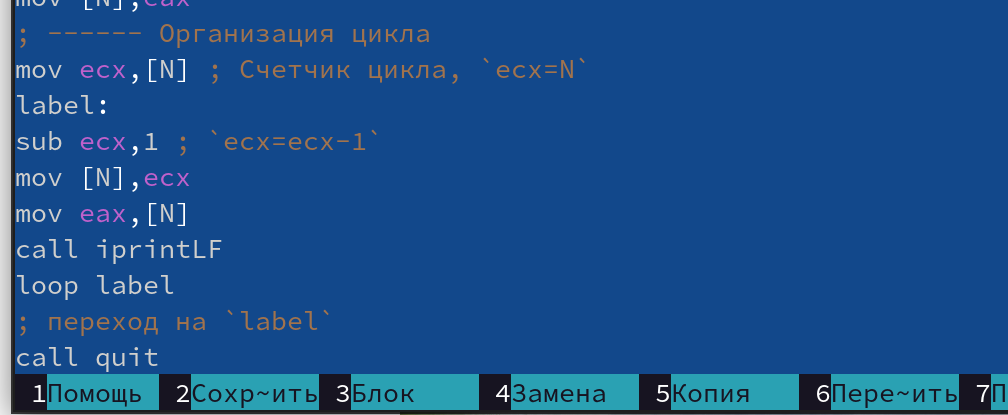 mov [N],eax
; ------ Организация цикла
mov ecx,[N] ; Счетчик цикла, `ecx=N`
label:
sub ecx,1 ; `ecx=ecx-1`
mov [N],ecx
mov eax,[N]
call iprintLF
loop label
; переход на `label`
call quit
1Помощь 2Сохр~ить 3Блок 4Замена 5Копия 6Пере~ить 7П